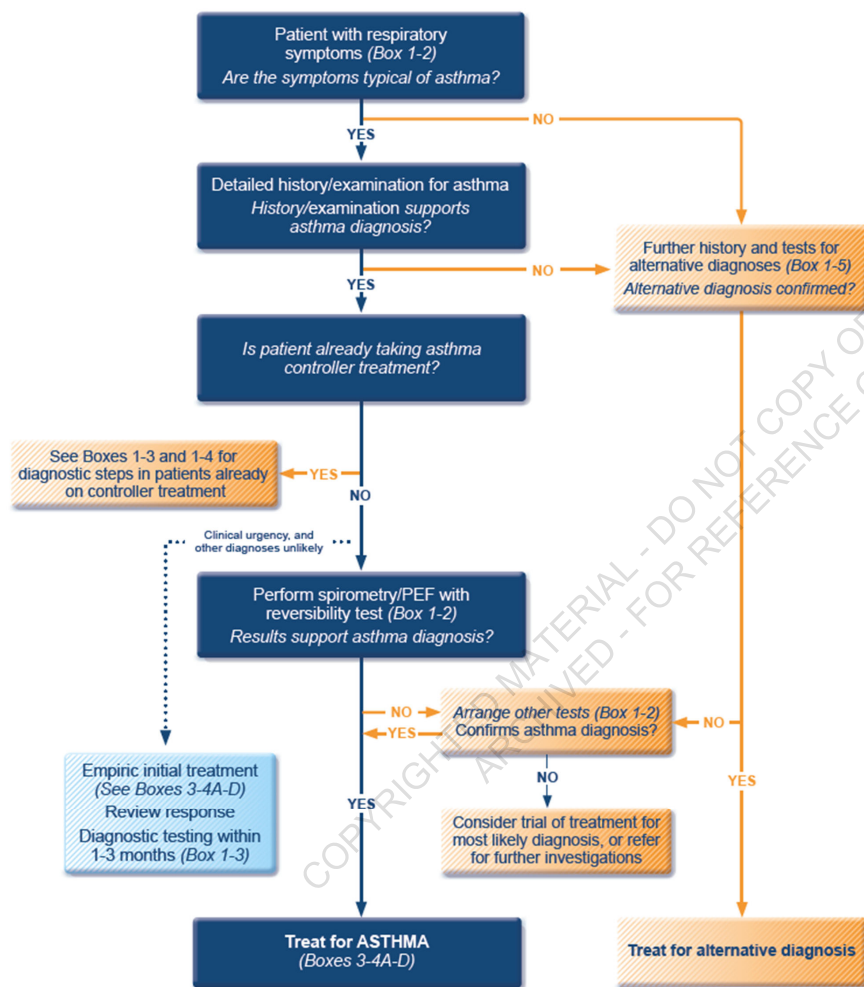 Patient with respiratory
symptoms (Box 1-2)
Are the symptoms typical of asthma?
NO
YES
Detailed history/examination for asthma
History/examination supports
asthma diagnosis?
Further history and tests for
alternative diagnoses (Box 1-5)
Alternative diagnosis confirmed?
NO
YES
Is patient already taking asthma
controller treatment?
See Boxes 1-3 and 1-4 for
diagnostic steps in patients already
on controller treatment
YES
NO
Clinical urgency, and
other diagnoses unlikely
Perform spirometry/PEF with
reversibility test (Box 1-2)
Results support asthma diagnosis?
NO
YES
Arrange other tests (Box 1-2)
Confirms asthma diagnosis?
NO
Empiric initial treatment
(See Boxes 3-4A-D)
Review response
Diagnostic testing within
1-3 months (Box 1-3)
YES
NO
YES
Consider trial of treatment for
most likely diagnosis, or refer
for further investigations
Treat for ASTHMA
(Boxes 3-4A-D)
Treat for alternative diagnosis
COPYRIGHTED MATERIAL - DO NOT COPY
ARCHIVED - FOR REFERENCE